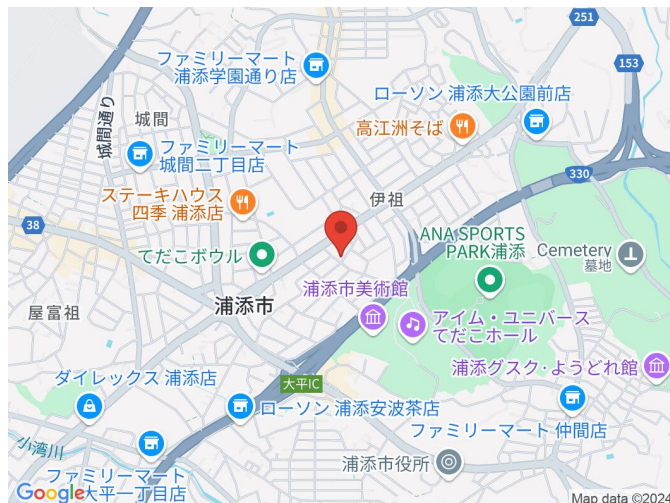 251
153
ファミリーマート
浦添学園通り店
ローソン 浦添大公園前店
城間通り
城間
高江洲そば
ファミリーマート
城間二丁目店
330
ステーキハウス
四季 浦添店
伊祖
38
てだこボウル
ANA SPORTS
PARK浦添
Cemetery
墓地
浦添市美術館
屋富祖
浦添市
アイム・ユニバース
てだこホール
浦添グスク・ようどれ館
ダイレックス 浦添店
大平IC
ローソン 浦添安波茶店
ファミリーマート 仲間店
小湾川
浦添市役所
ファミリーマート
大平一丁目店
Google
Map data ©2024